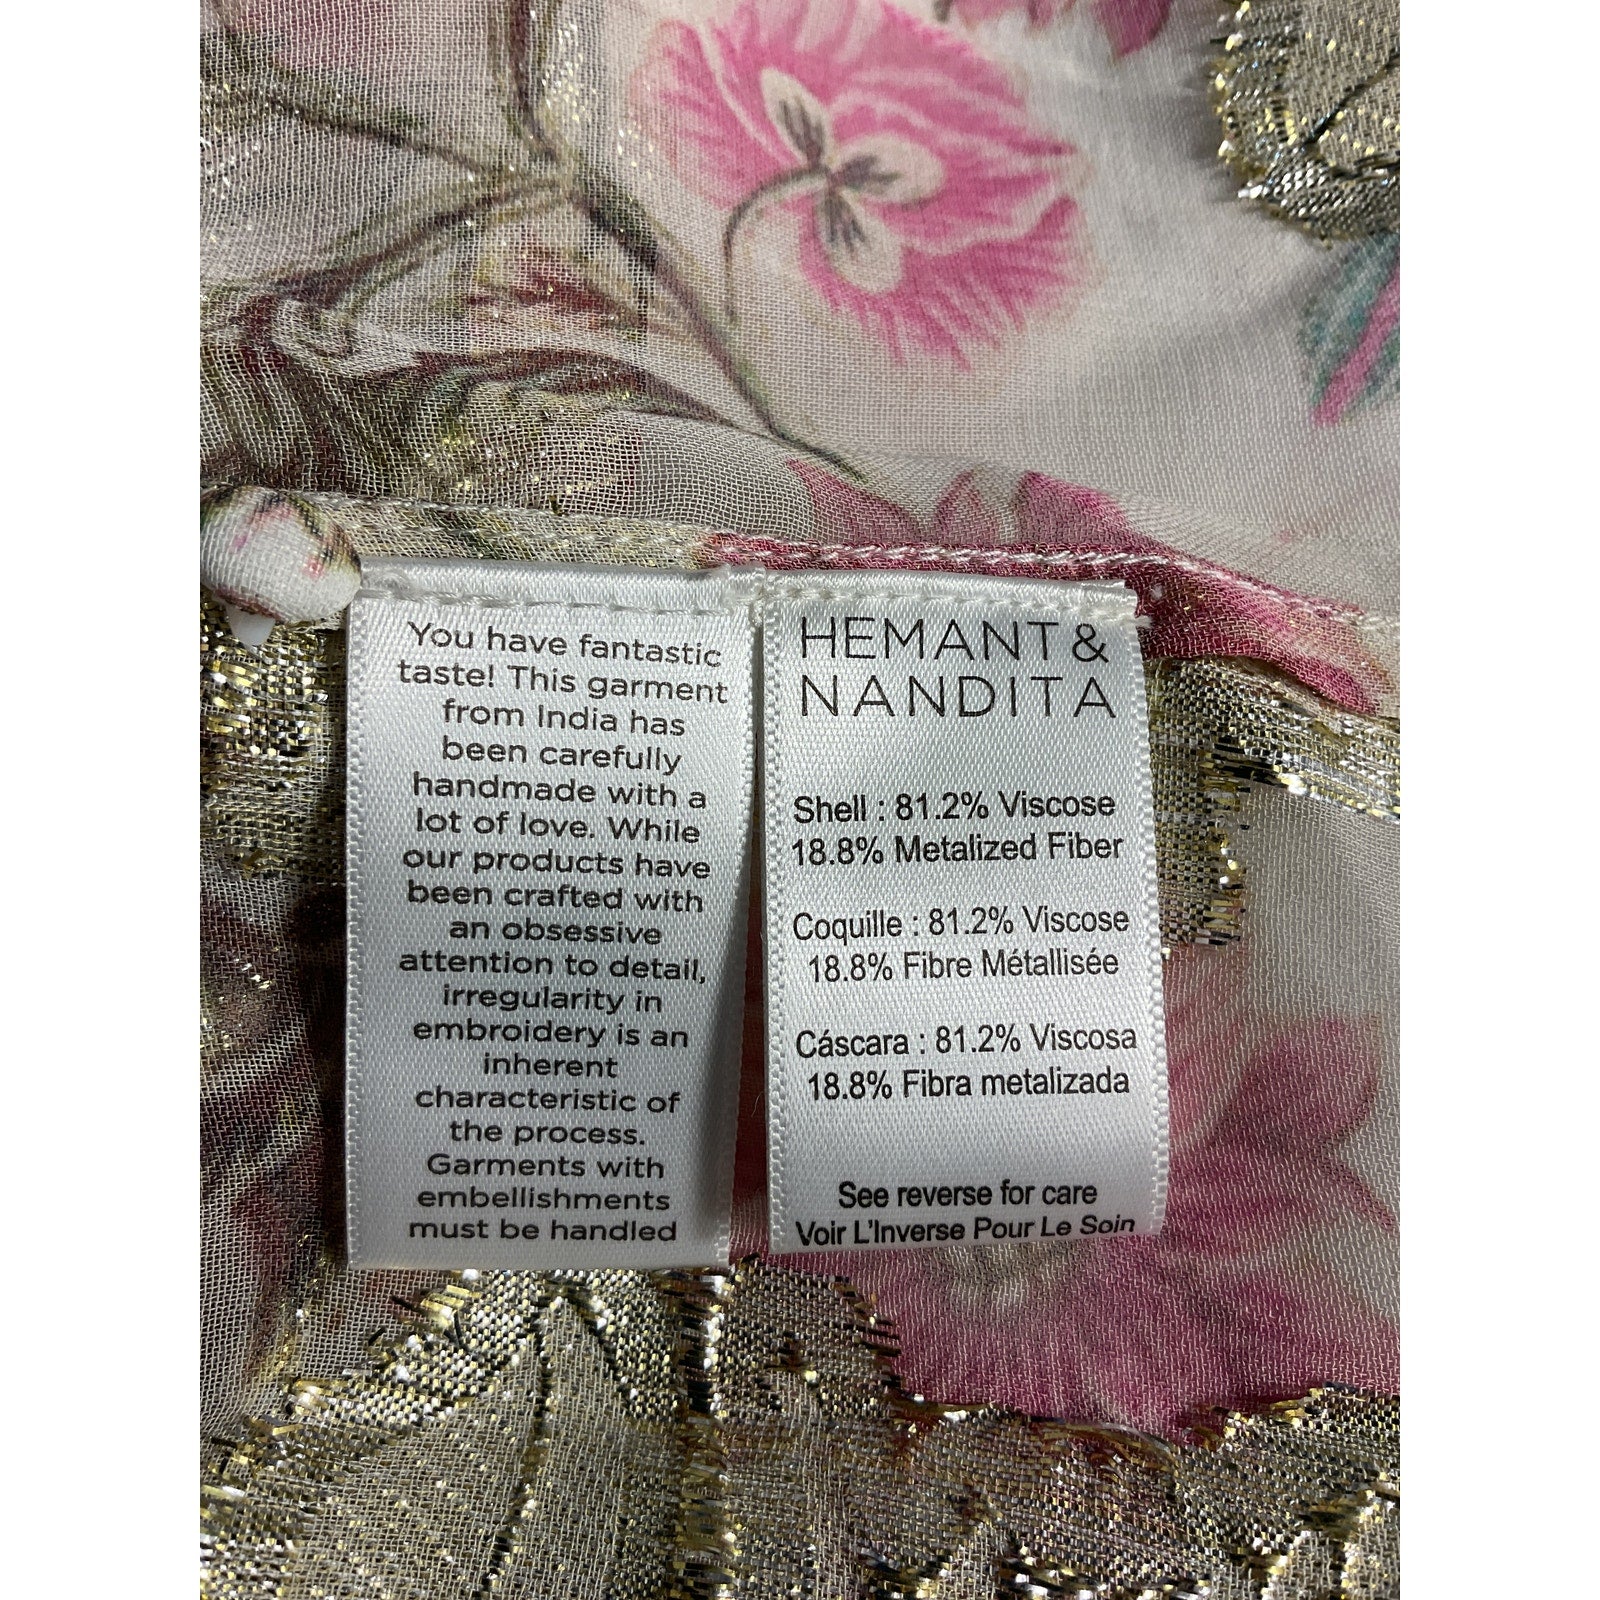 You have fantastic
taste! This garment
from India has
been carefully
handmade with a
lot of love. While
our products have
been crafted with
an obsessive
attention to detail,
irregularity in
embroidery is an
inherent
characteristic of
the process.
Garments with
embellishments
must be handled
HEMANT &
NANDITA
Shell : 81.2% Viscose
18.8% Metalized Fiber
Coquille : 81.2% Viscose
18.8% Fibre Métallisée
Cáscara : 81.2% Viscosa
18.8% Fibra metalizada
See reverse for care
Voir L'Inverse Pour Le Soin